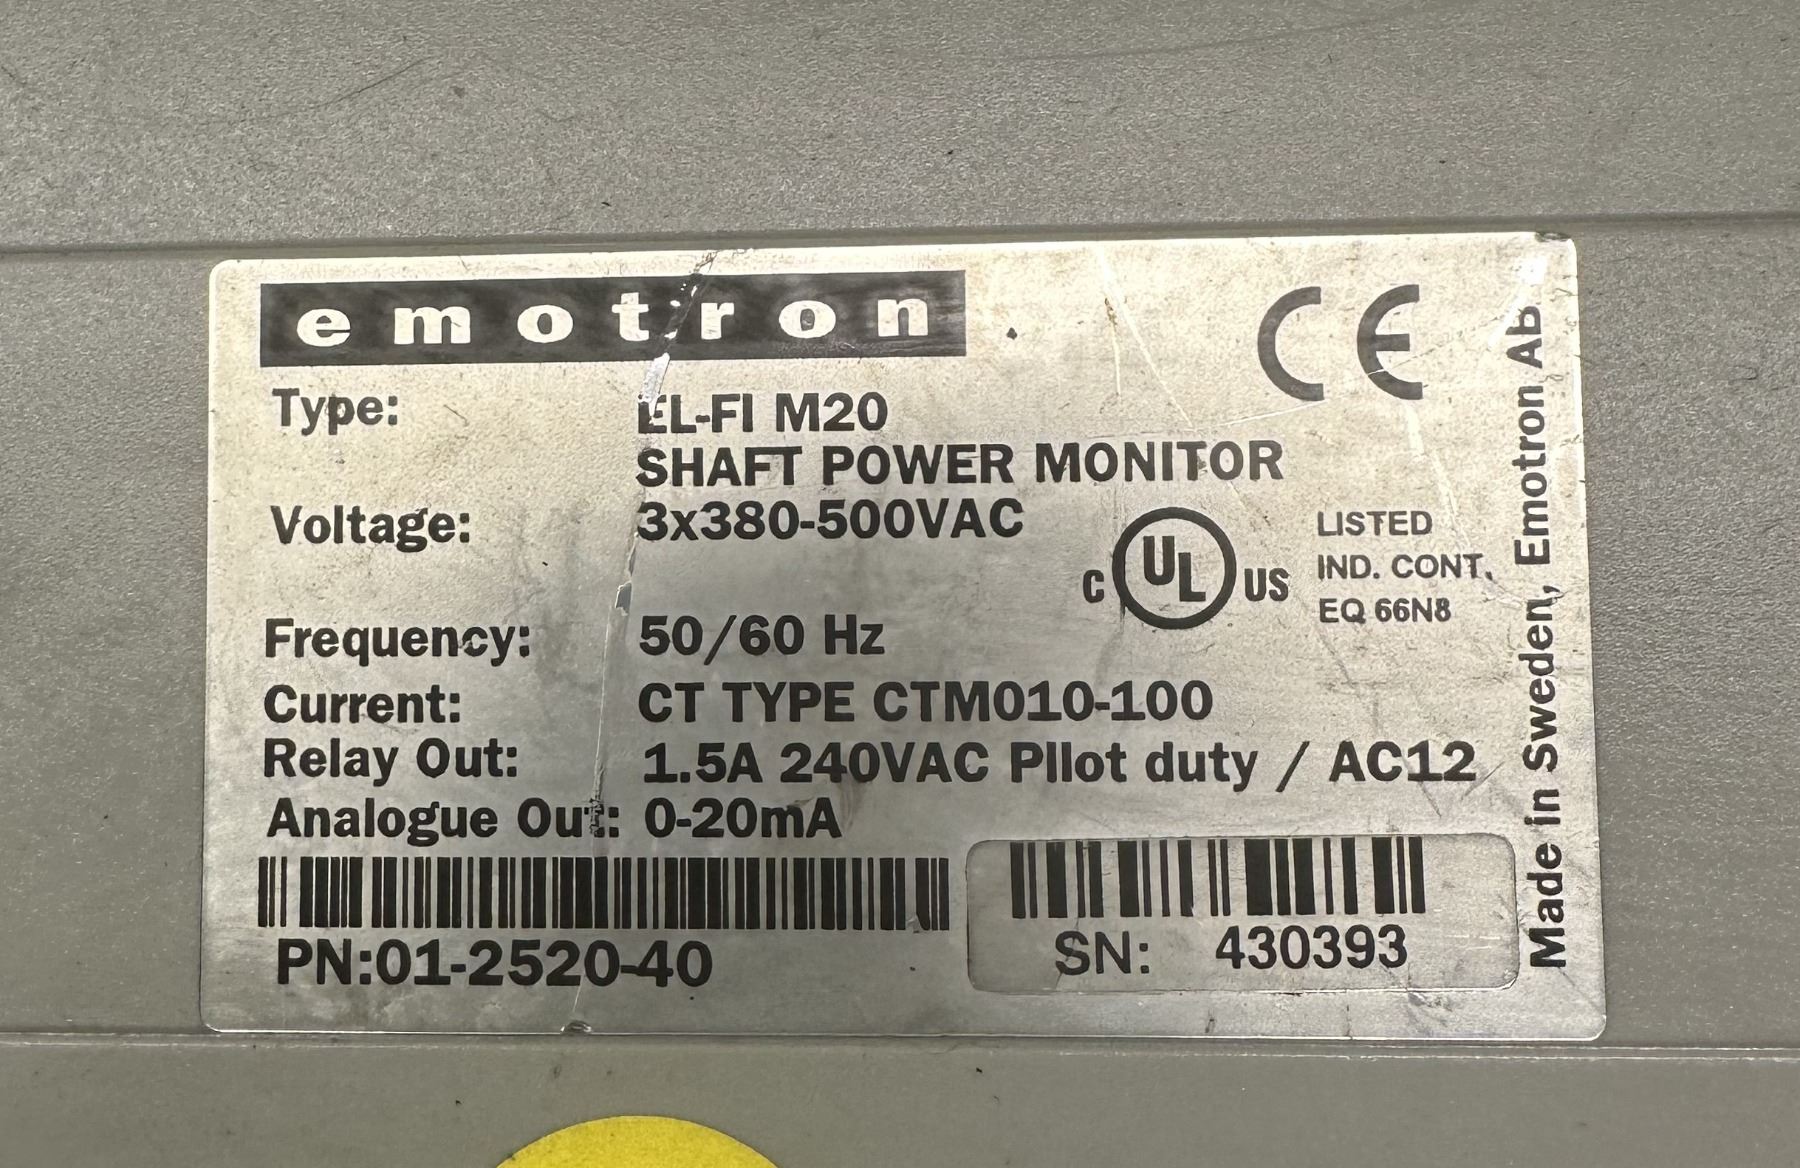 emotron
CE
Type: EL-FI M20
SHAFT POWER MONITOR
Voltage: 3x380-500VAC
C UL US LISTED
IND. CONT.
EQ 66N8
Frequency: 50/60 Hz
Current: CT TYPE CTM010-100
Relay Out: 1.5A 240VAC Pilot duty / AC12
Analogue Out: 0-20mA
PN:01-2520-40
SN: 430393
Made in Sweden, Emotron AB